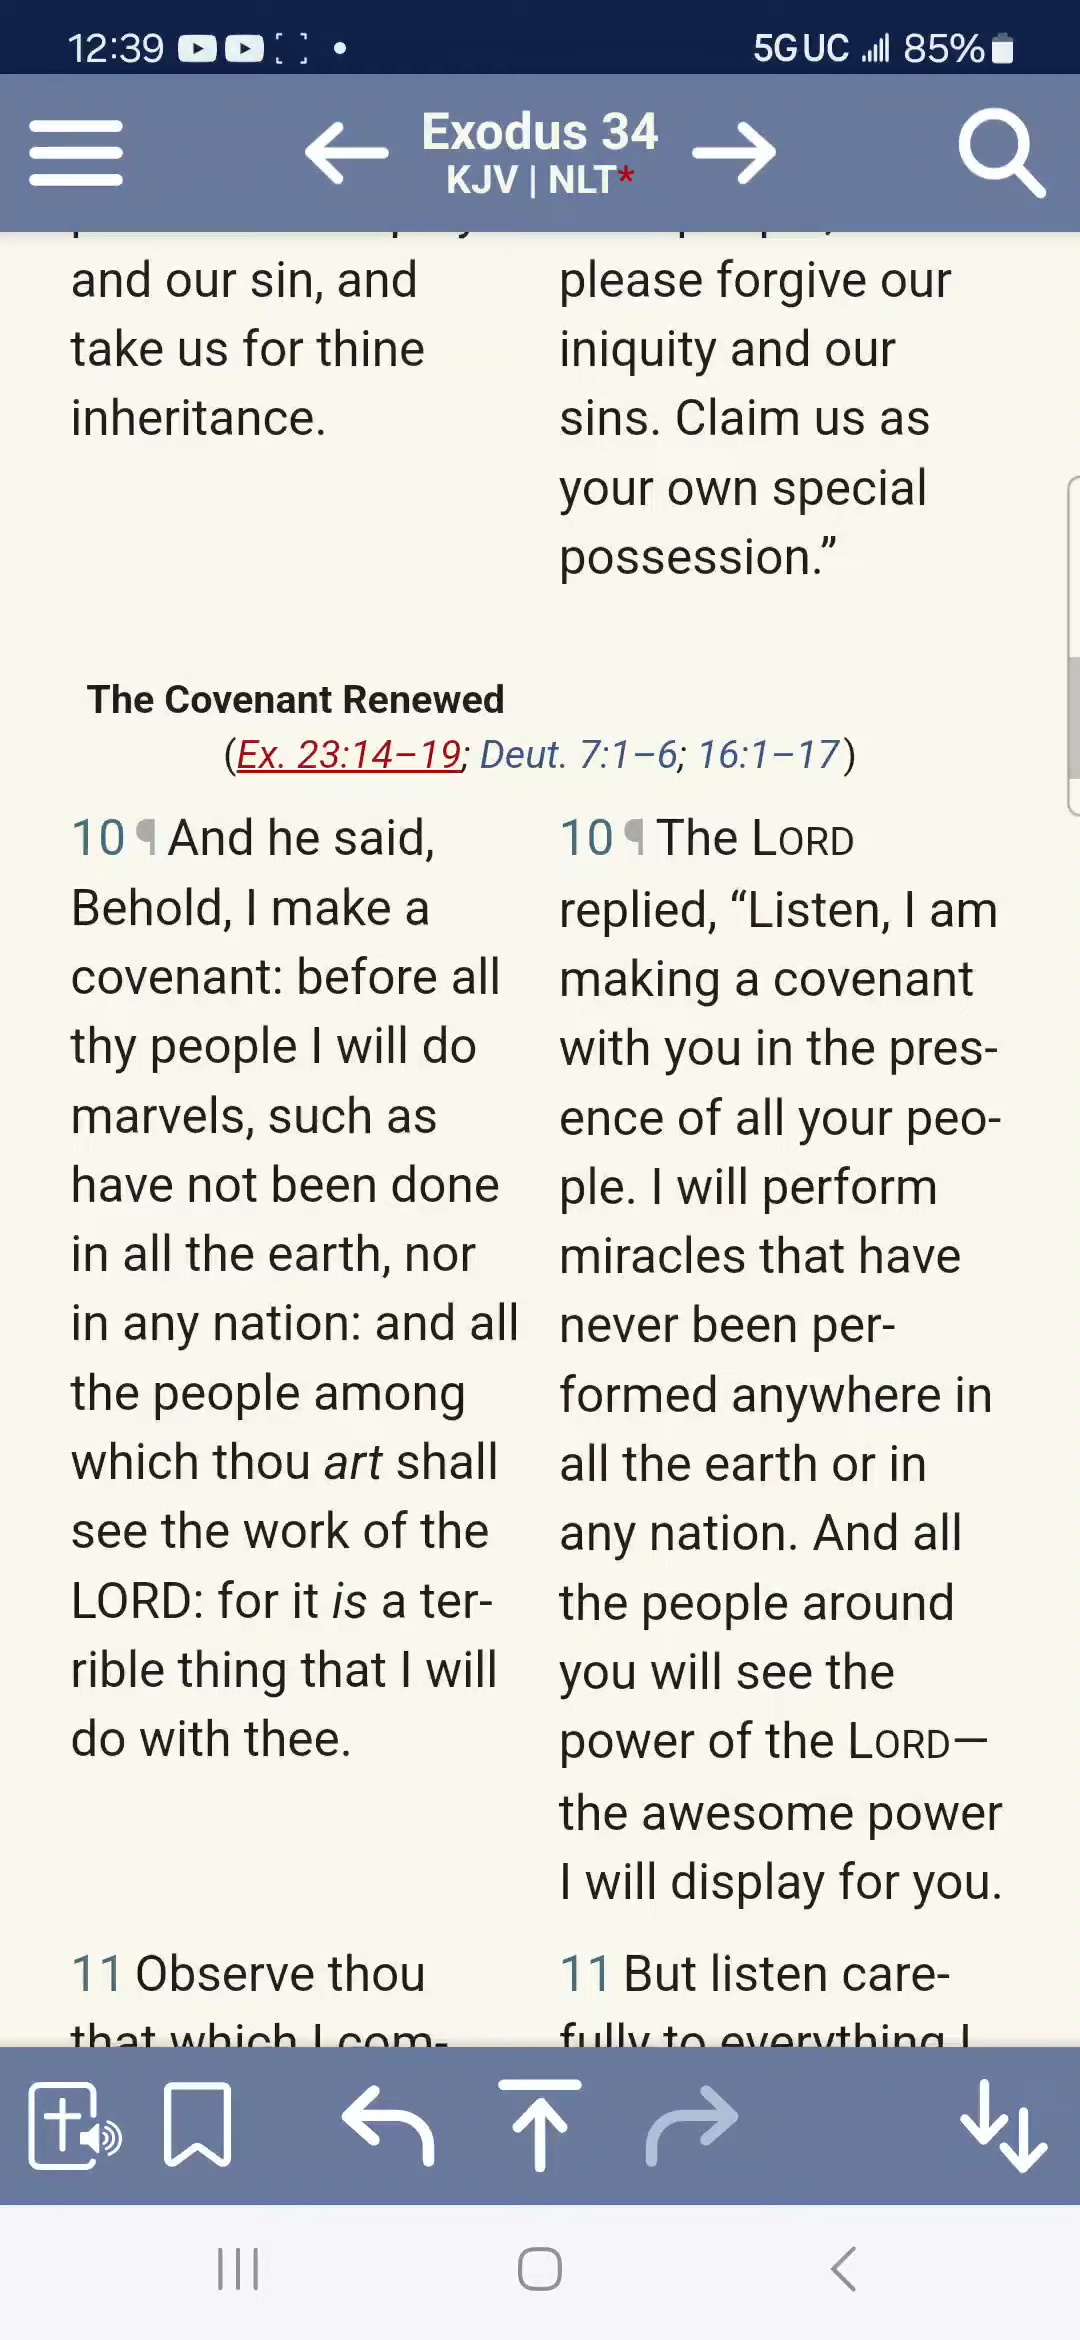 12:39
5G UC 85%
Exodus 34
KJV | NLT*
and our sin, and
take us for thine
inheritance.
please forgive our
iniquity and our
sins. Claim us as
your own special
possession.”
The Covenant Renewed
(Ex. 23:14–19; Deut. 7:1–6; 16:1–17)
10 ¶ And he said,
Behold, I make a
covenant: before all
thy people I will do
marvels, such as
have not been done
in all the earth, nor
in any nation: and all
the people among
which thou art shall
see the work of the
LORD: for it is a ter-
rible thing that I will
do with thee.
10 ¶ The LORD
replied, “Listen, I am
making a covenant
with you in the pres-
ence of all your peo-
ple. I will perform
miracles that have
never been per-
formed anywhere in
all the earth or in
any nation. And all
the people around
you will see the
power of the LORD—
the awesome power
I will display for you.
11 Observe thou
that which I com-
11 But listen care-
fully to everything I